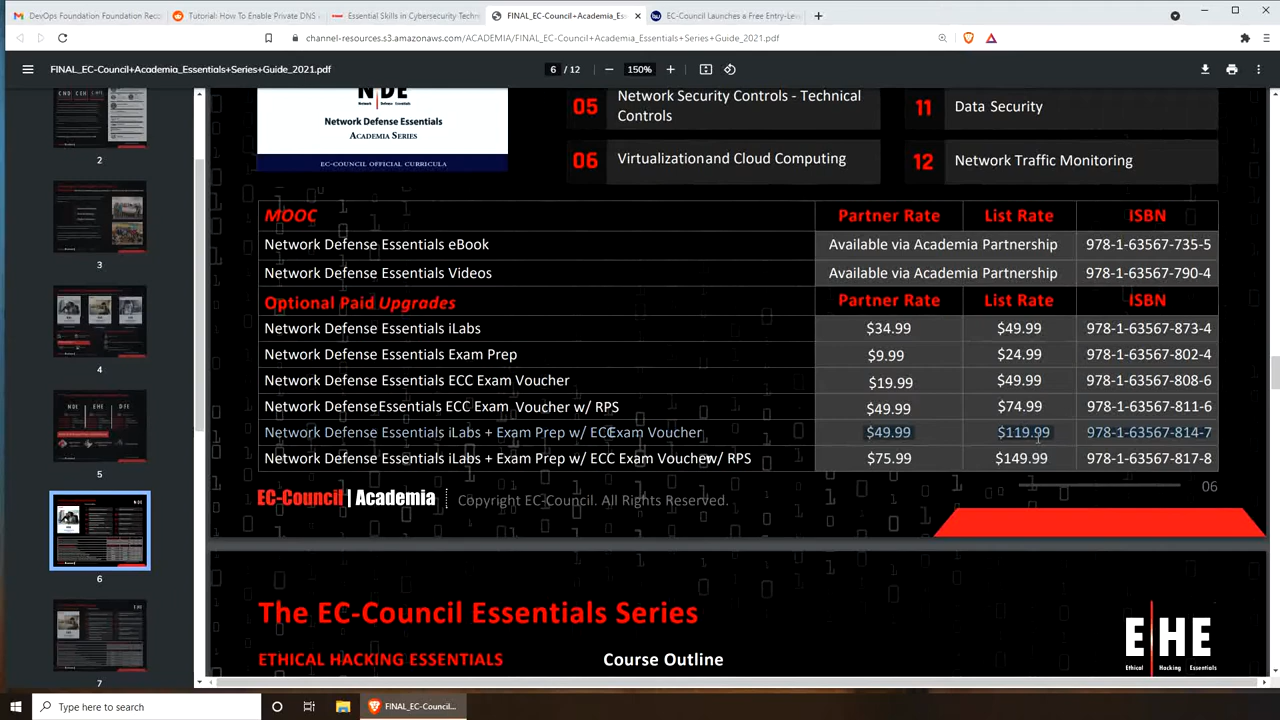 DevOps Foundation Foundation Reco
Tutorial: How To Enable Private DNS
Essential Skills in Cybersecurity Techn
FINAL_EC-Council+Academia_Es
EC-Council Launches a Free Entry-Lev
channel-resources.s3.amazonaws.com/ACADEMIA/FINAL_EC-Council+Academia_Essentials+Series+Guide_2021.pdf
FINAL_EC-Council+Academia_Essentials+Series+Guide_2021.pdf
6 / 12
150%
2
3
4
5
6
7
N|DE
Network Defense Essentials
Network Defense Essentials
ACADEMIA SERIES
EC-COUNCIL OFFICIAL CURRICULA
05 Network Security Controls - Technical
Controls
11 Data Security
06 Virtualizationand Cloud Computing
12 Network Traffic Monitoring
MOOC Partner Rate List Rate ISBN
Network Defense Essentials eBook Available via Academia Partnership 978-1-63567-735-5
Network Defense Essentials Videos Available via Academia Partnership 978-1-63567-790-4
Optional Paid Upgrades Partner Rate List Rate ISBN
Network Defense Essentials iLabs $34.99 $49.99 978-1-63567-873-4
Network Defense Essentials Exam Prep $9.99 $24.99 978-1-63567-802-4
Network Defense Essentials ECC Exam Voucher $19.99 $49.99 978-1-63567-808-6
Network DefenseEssentials ECC Exam Voucher w/ RPS $49.99 $74.99 978-1-63567-811-6
Network Defense Essentials iLabs + Exam Prep w/ ECCExam Voucher $49.99 $119.99 978-1-63567-814-7
Network Defense Essentials iLabs + Exam Prep w/ ECC Exam Voucherw/ RPS $75.99 $149.99 978-1-63567-817-8
EC-Council | Academia Copyright EC-Council. All Rights Reserved.
06
The EC-Council Essentials Series
ETHICAL HACKING ESSENTIALS Course Outline
E|HE
Ethical Hacking Essentials
Type here to search
FINAL_EC-Council...